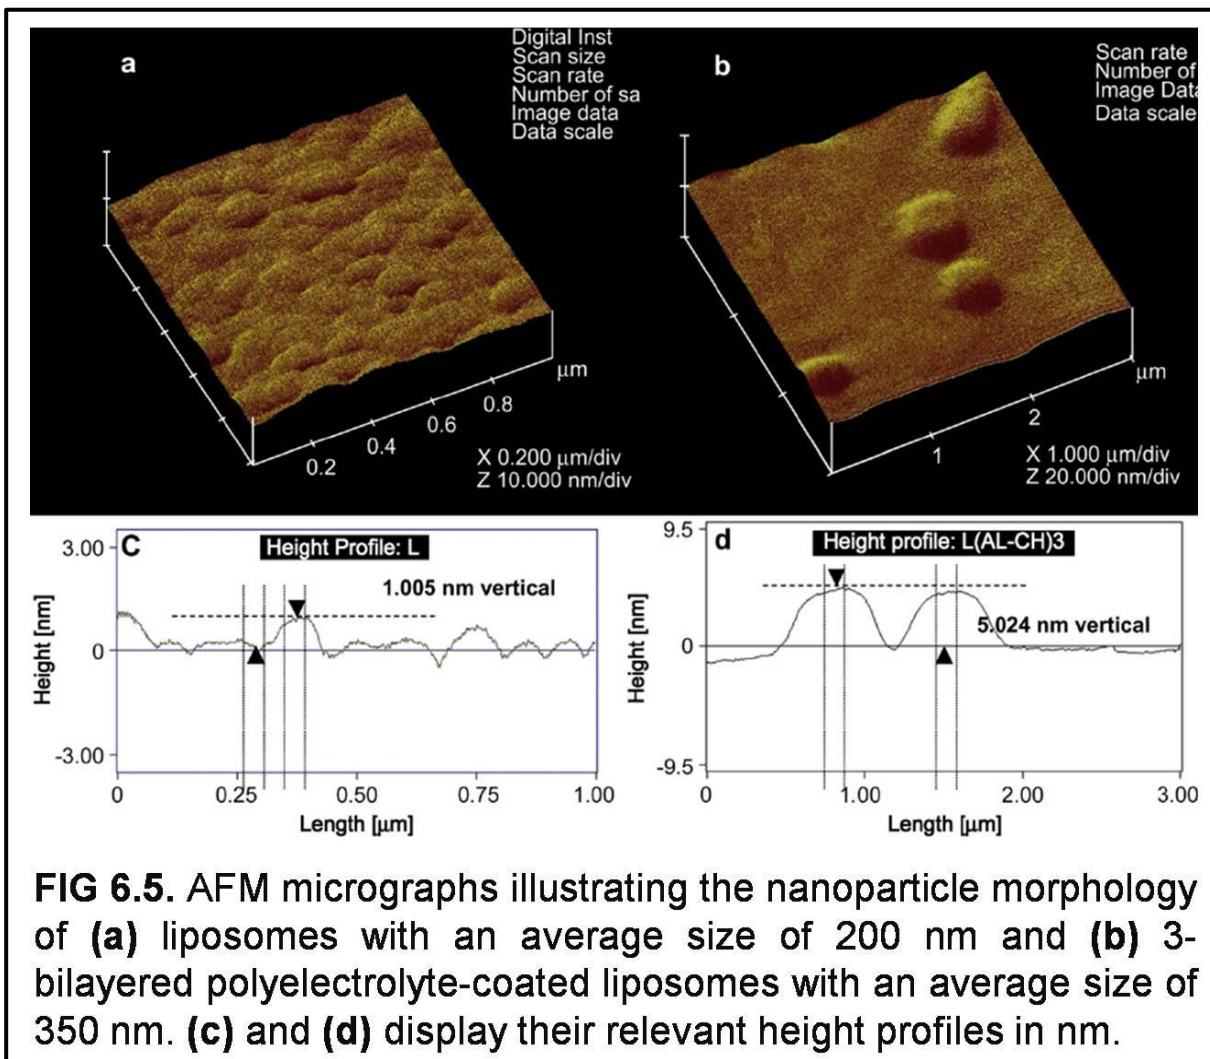 a
Digital Inst
Scan size
Scan rate
Number of sa
Image data
Data scale
0.2
0.4
0.6
0.8
μm
X 0.200 μm/div
Z 10.000 nm/div
b
Scan rate
Number of
Image Data
Data scale
1
2
μm
X 1.000 μm/div
Z 20.000 nm/div
C
Height Profile: L
1.005 nm vertical
Height [nm]
3.00
0
-3.00
0
0.25
0.50
0.75
1.00
Length [μm]
d
Height profile: L(AL-CH)3
5.024 nm vertical
Height [nm]
9.5
0
-9.5
0
1.00
2.00
3.00
Length [μm]
FIG 6.5. AFM micrographs illustrating the nanoparticle morphology
of (a) liposomes with an average size of 200 nm and (b) 3-
bilayered polyelectrolyte-coated liposomes with an average size of
350 nm. (c) and (d) display their relevant height profiles in nm.